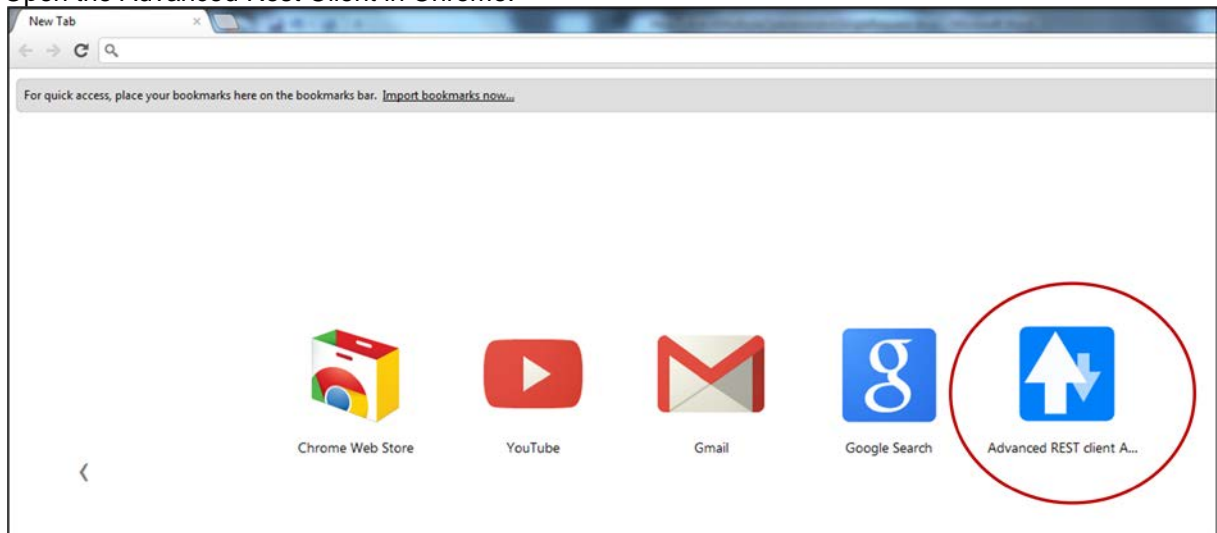 Open the Advanced Rest Client in Chrome.
New Tab
For quick access, place your bookmarks here on the bookmarks bar. Import bookmarks now...
g
Chrome Web Store
YouTube
Gmail
Google Search
Advanced REST client A...